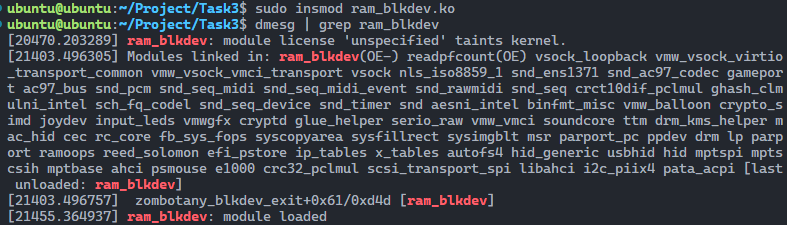 ubuntu@ubuntu:~/Project/Task3$ sudo insmod ram_blkdev.ko
ubuntu@ubuntu:~/Project/Task3$ dmesg | grep ram_blkdev
[20470.203289] ram_blkdev: module license 'unspecified' taints kernel.
[21403.496305] Modules linked in: ram_blkdev(OE-) readpfcount(OE) vsock_loopback vmw_vsock_virtio
_transport_common vmw_vsock_vmci_transport vsock nls_iso8859_1 snd_ens1371 snd_ac97_codec gamepor
t ac97_bus snd_pcm snd_seq_midi snd_seq_midi_event snd_rawmidi snd_seq crct10dif_pclmul ghash_clm
ulni_intel sch_fq_codel snd_seq_device snd_timer snd aesni_intel binfmt_misc vmw_balloon crypto_s
imd joydev input_leds vmwgfx cryptd glue_helper serio_raw vmw_vmci soundcore ttm drm_kms_helper m
ac_hid cec rc_core fb_sys_fops syscopyarea sysfillrect sysimgblt msr parport_pc ppdev drm lp parp
ort ramoops reed_solomon efi_pstore ip_tables x_tables autofs4 hid_generic usbhid hid mptspi mpts
csih mptbase ahci psmouse e1000 crc32_pclmul scsi_transport_spi libahci i2c_piix4 pata_acpi [last
 unloaded: ram_blkdev]
[21403.496757]  zombotany_blkdev_exit+0x61/0xd4d [ram_blkdev]
[21455.364937] ram_blkdev: module loaded